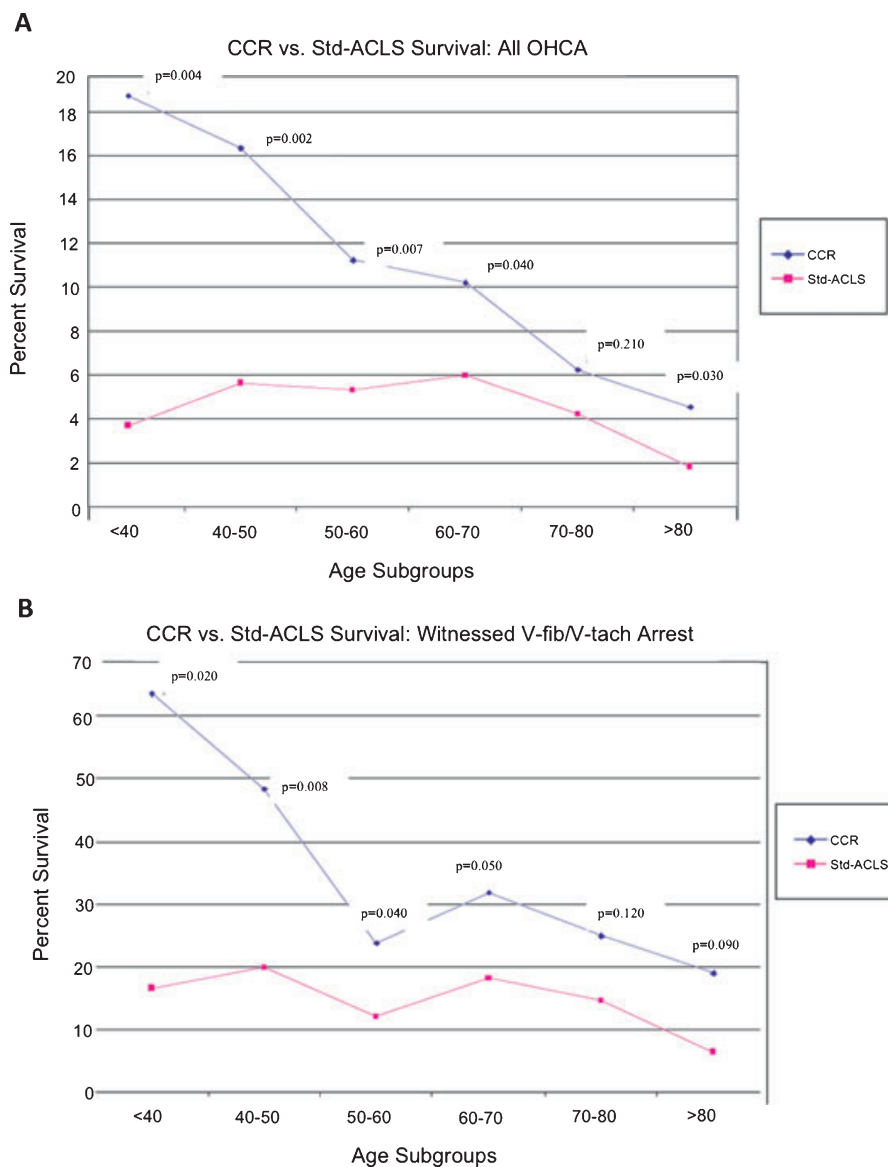 A
CCR vs. Std-ACLS Survival: All OHCA
20
18
16
14
12
10
8
6
4
2
0
p=0.004
p=0.002
p=0.007
p=0.040
p=0.210
p=0.030
Percent Survival
CCR
Std-ACLS
<40
40-50
50-60
60-70
70-80
>80
Age Subgroups
B
CCR vs. Std-ACLS Survival: Witnessed V-fib/V-tach Arrest
70
60
50
40
30
20
10
0
p=0.020
p=0.008
p=0.040
p=0.050
p=0.120
p=0.090
Percent Survival
CCR
Std-ACLS
<40
40-50
50-60
60-70
70-80
>80
Age Subgroups